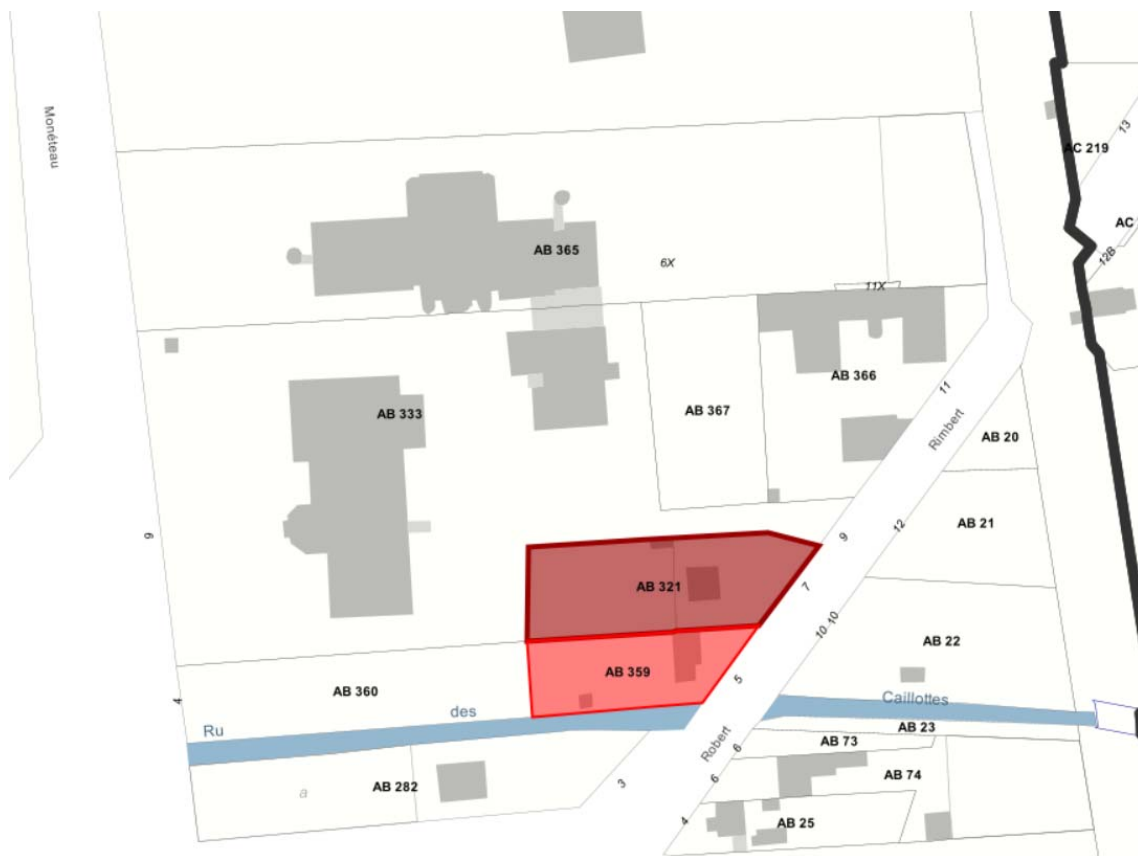 Monéteau
13
AC 219
AC
12B
AB 365
6X
11X
AB 366
11
AB 367
AB 333
Rimbert
AB 20
9
9
12
AB 21
AB 321
7
10
10
AB 22
AB 359
5
AB 360
4
Ru
des
Caillottes
AB 23
Robert
6
AB 73
6
AB 74
3
AB 282
a
4
AB 25